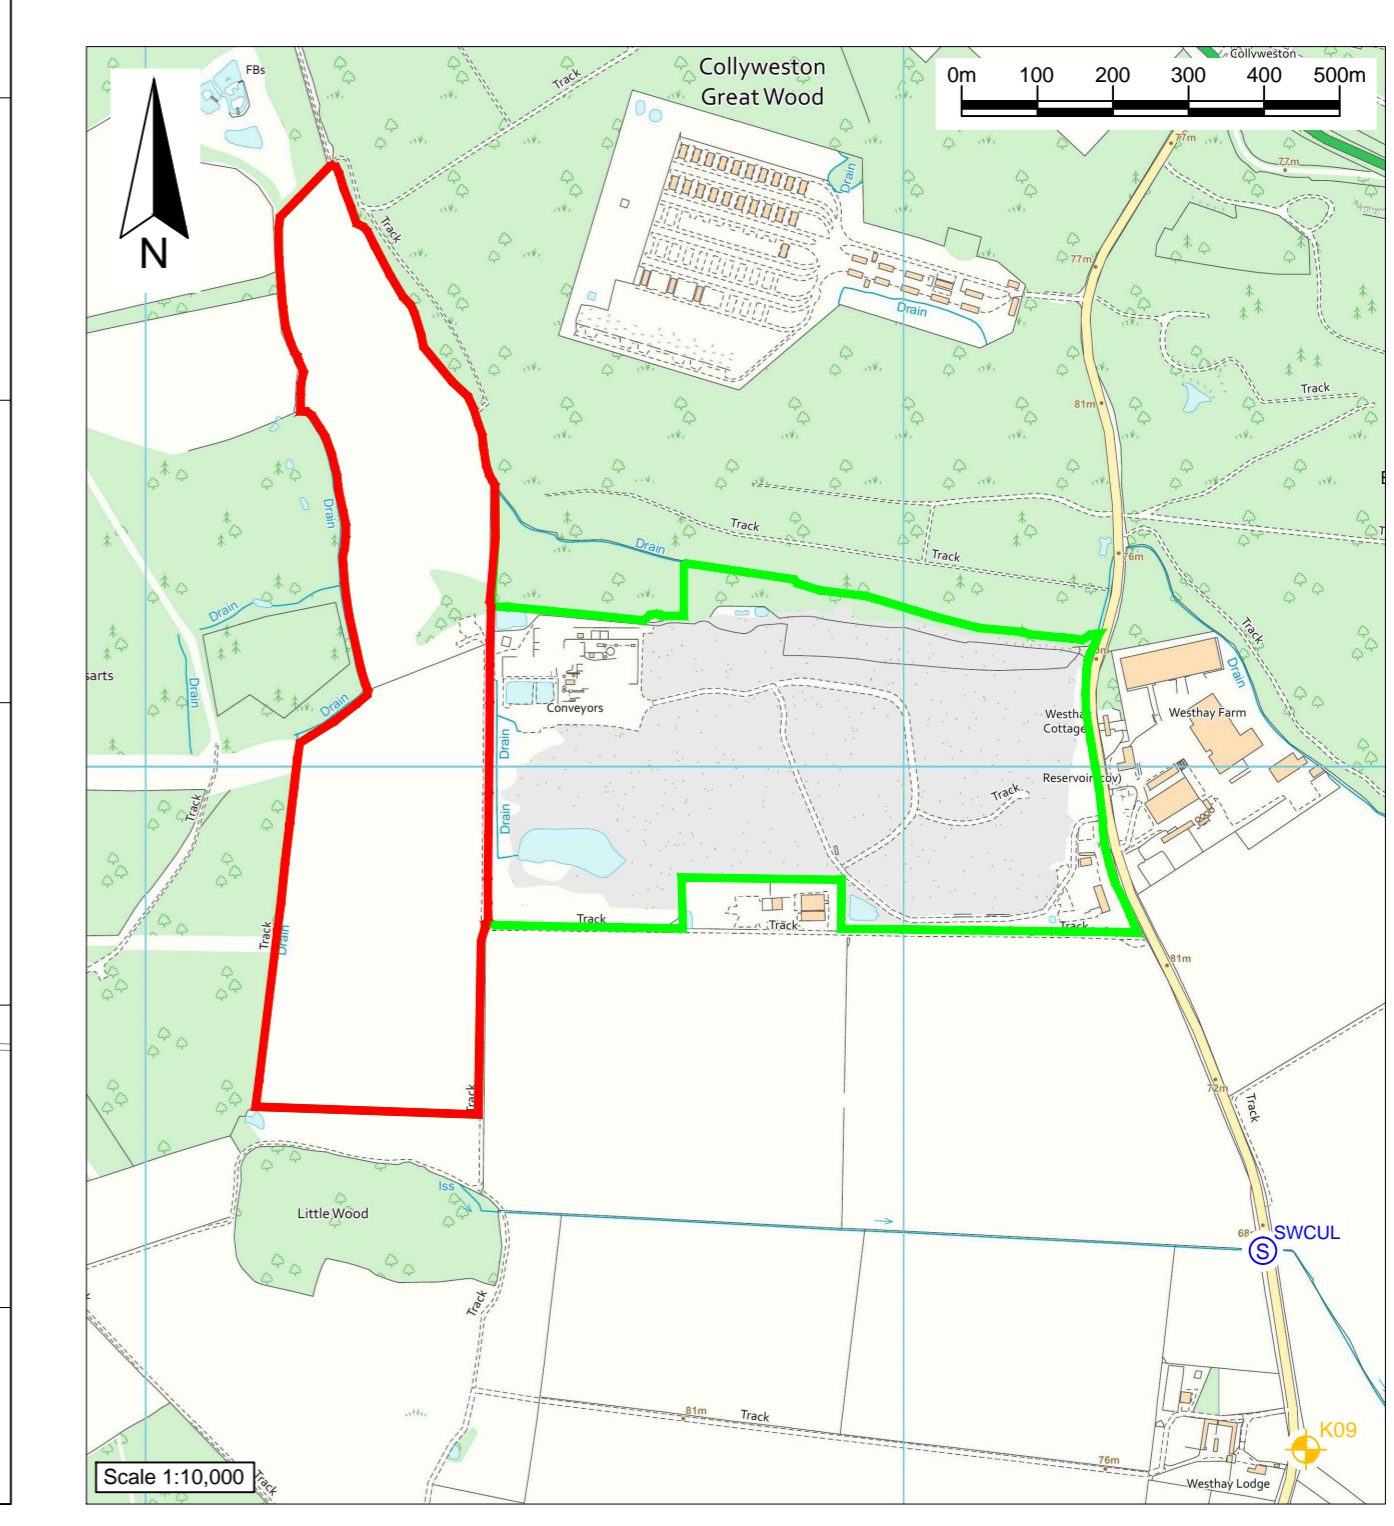 FBs
Collyweston
Great Wood
Collyweston
0m 100 200 300 400 500m
N
Track
Track
Drain
Drain
77m
77m
77m
81m
Track
Drain
Drain
Track
Track
76m
Drain
Drain
Drain
Track
Drain
sarts
Conveyors
Drain
Drain
Westhay Farm
Reservoir (cov)
Track
Track
Track
Drain
Track
Track
Track
81m
72m
Track
Track
Iss
Little Wood
68m
SWCUL
S
Track
81m
Track
76m
K09
Westhay Lodge
Scale 1:10,000
Track